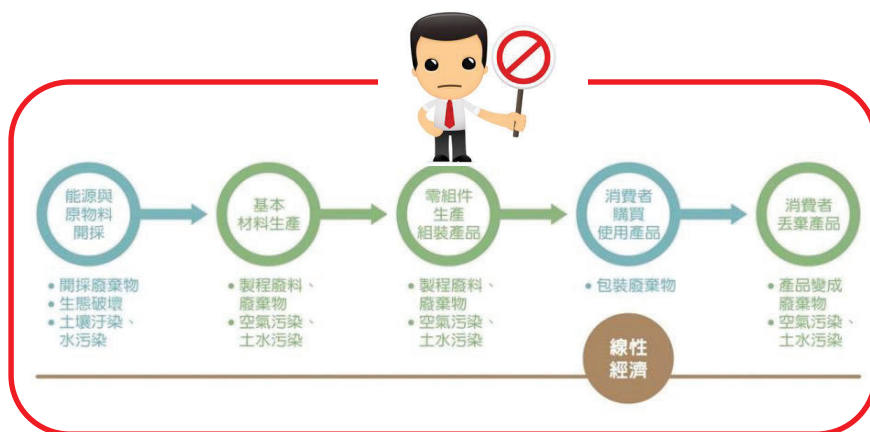 能源與
原物料
開採
基本
材料生產
零組件
生產
組裝產品
消費者
購買
使用產品
消費者
丟棄產品
• 開採廢棄物
• 生態破壞
• 土壤汙染、
水污染
• 製程廢料、
廢棄物
• 空氣污染、
土水污染
• 製程廢料、
廢棄物
• 空氣污染、
土水污染
• 包裝廢棄物
• 產品變成
廢棄物
• 空氣污染、
土水污染
線性
經濟